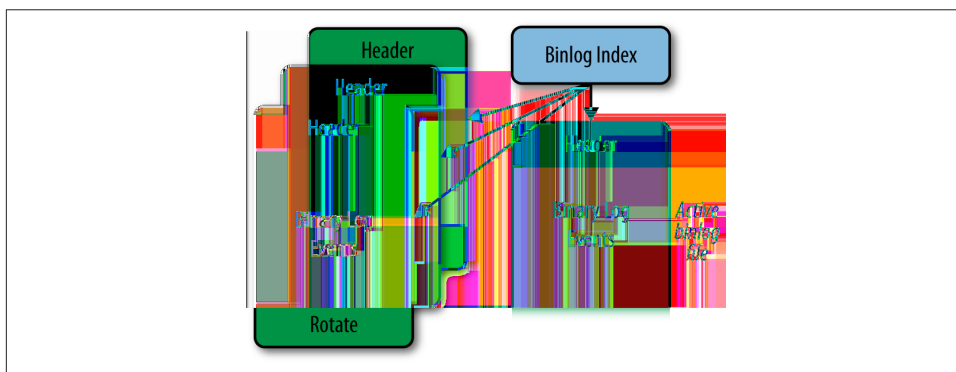 Header
Binlog Index
Header
Header
Header
Binary Log
Events
Binary Log
Events
Active
binlog
file
Rotate